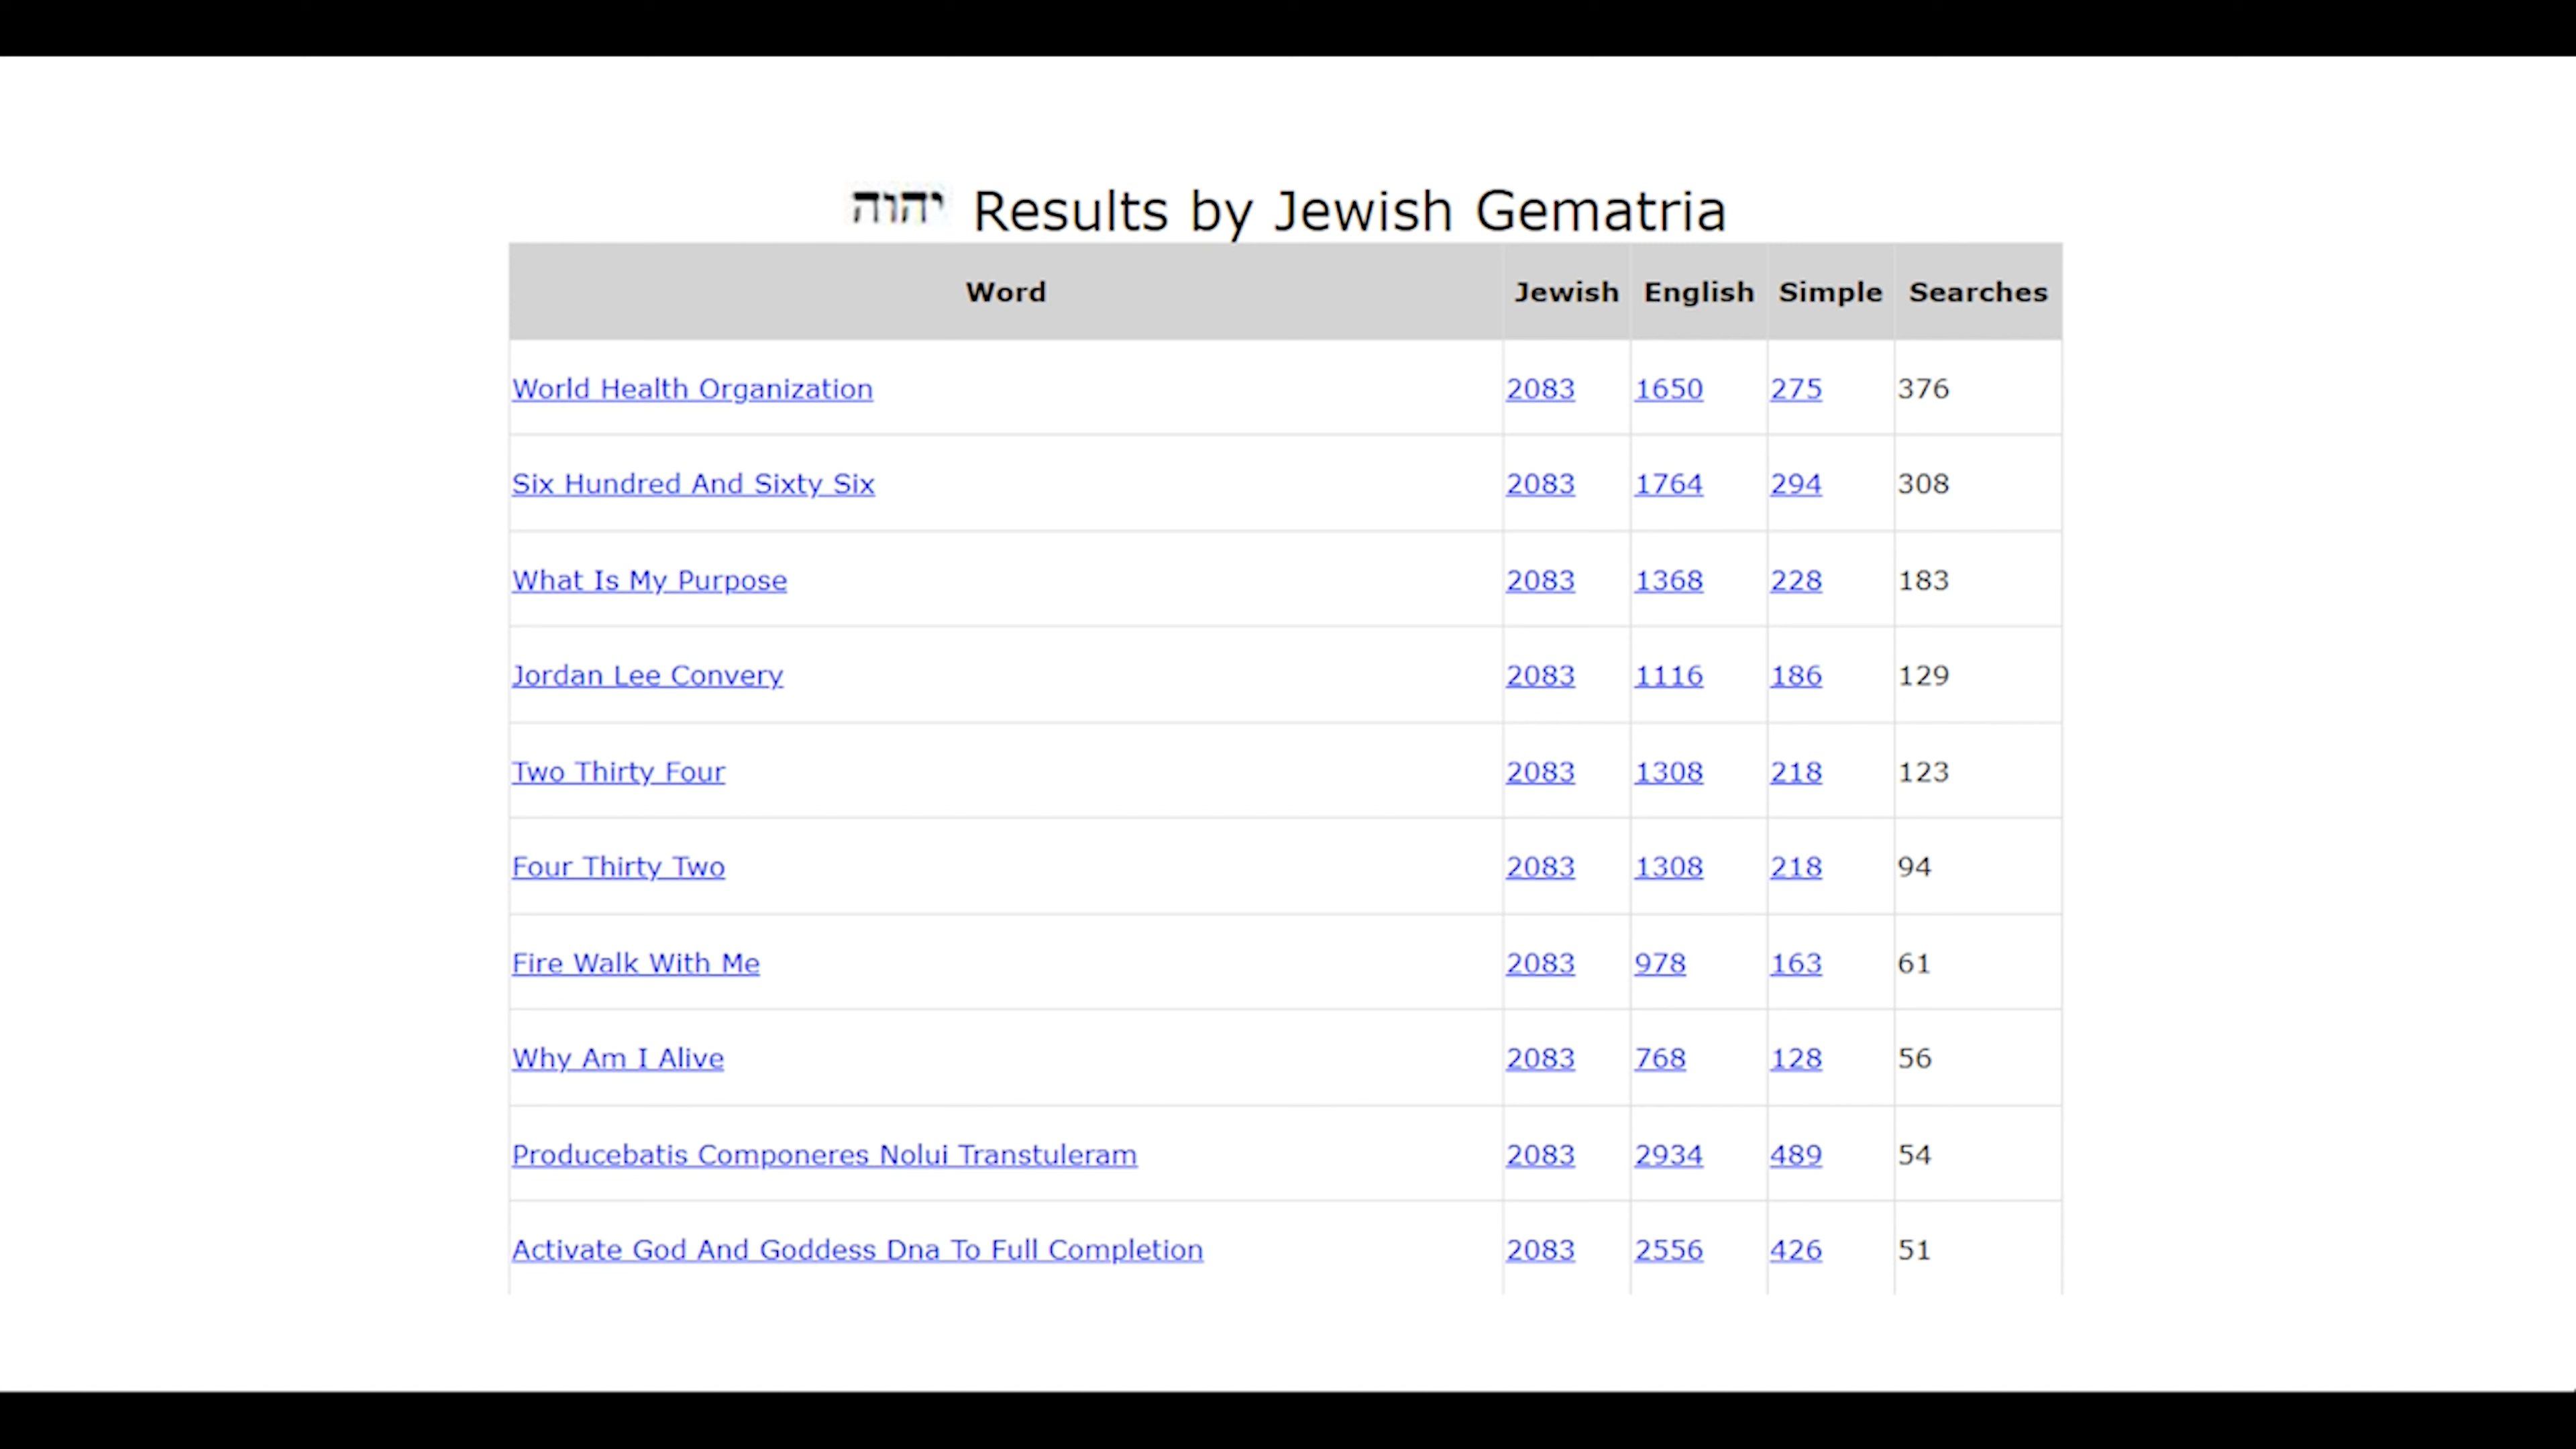 יהוה Results by Jewish Gematria
Word Jewish English Simple Searches
World Health Organization 2083 1650 275 376
Six Hundred And Sixty Six 2083 1764 294 308
What Is My Purpose 2083 1368 228 183
Jordan Lee Convery 2083 1116 186 129
Two Thirty Four 2083 1308 218 123
Four Thirty Two 2083 1308 218 94
Fire Walk With Me 2083 978 163 61
Why Am I Alive 2083 768 128 56
Producebatis Componeres Nolui Transtuleram 2083 2934 489 54
Activate God And Goddess Dna To Full Completion 2083 2556 426 51